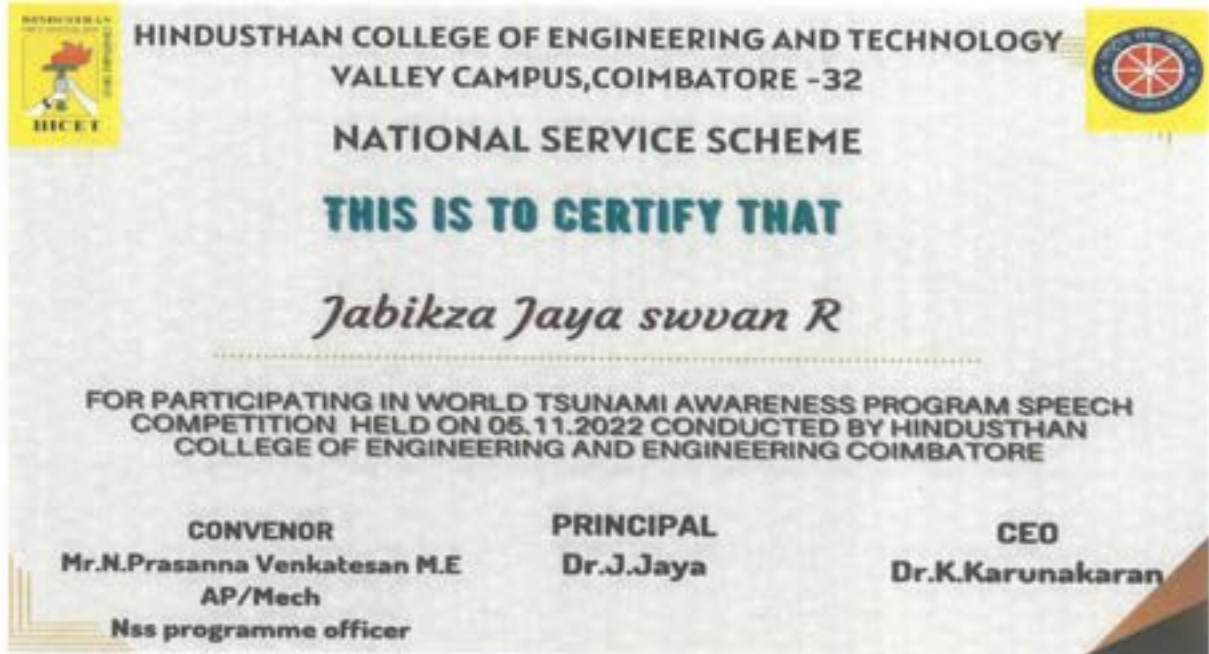 HINDUSTHAN
HICET
HINDUSTHAN COLLEGE OF ENGINEERING AND TECHNOLOGY
VALLEY CAMPUS,COIMBATORE -32
NATIONAL SERVICE SCHEME
THIS IS TO CERTIFY THAT
Jabikza Jaya swvan R
FOR PARTICIPATING IN WORLD TSUNAMI AWARENESS PROGRAM SPEECH
COMPETITION HELD ON 05.11.2022 CONDUCTED BY HINDUSTHAN
COLLEGE OF ENGINEERING AND ENGINEERING COIMBATORE
CONVENOR
Mr.N.Prasanna Venkatesan M.E
AP/Mech
Nss programme officer
PRINCIPAL
Dr.J.Jaya
CEO
Dr.K.Karunakaran